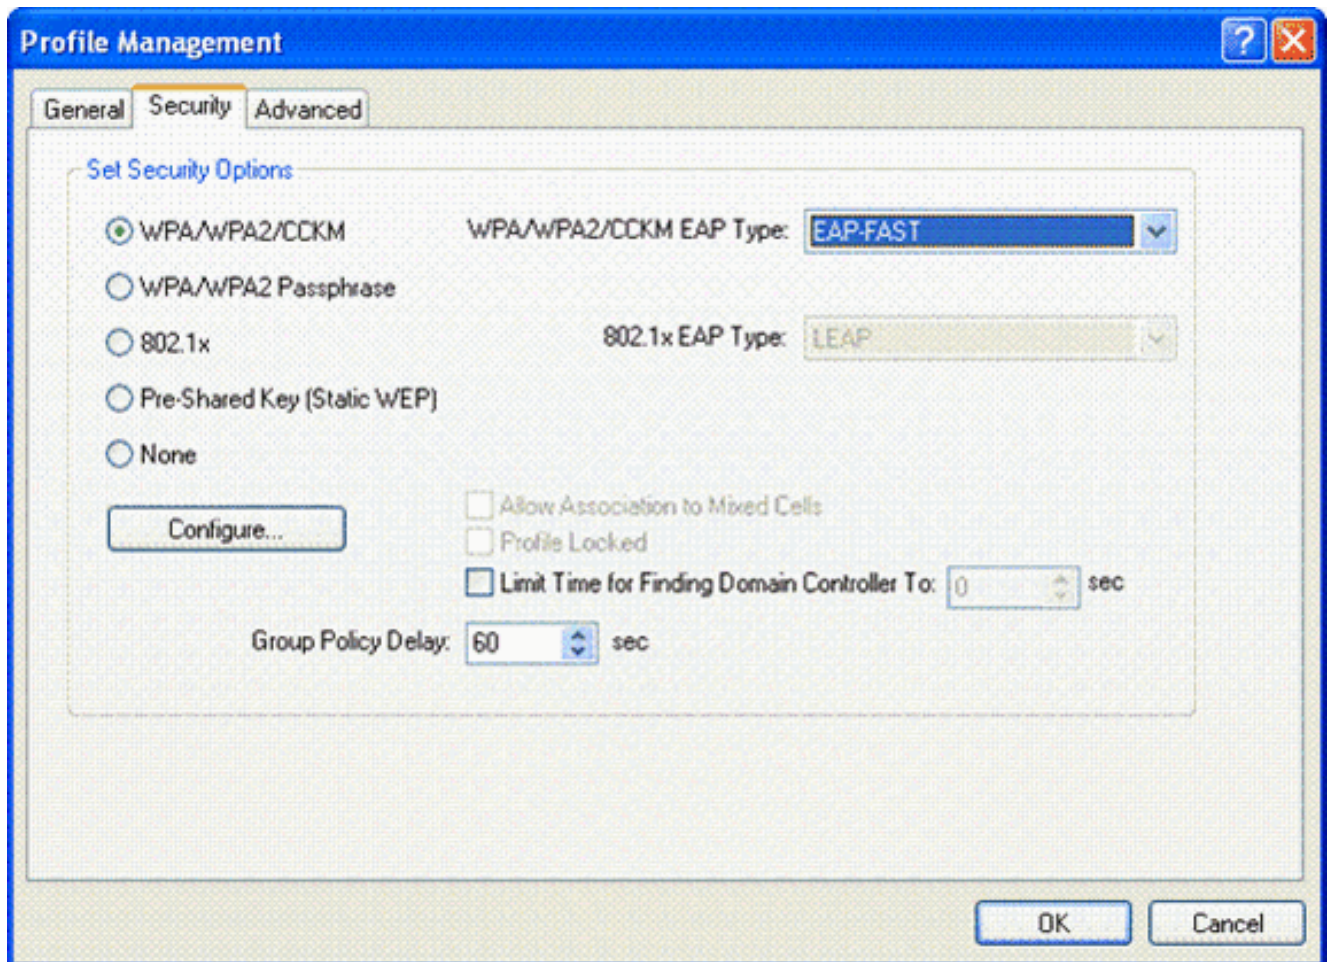 Profile Management
General Security Advanced
Set Security Options
WPA/WPA2/CCKM WPA/WPA2/CCKM EAP Type: EAP-FAST
WPA/WPA2 Passphrase
802.1x 802.1x EAP Type: LEAP
Pre-Shared Key (Static WEP)
None
Allow Association to Mixed Cells
Configure...
Profile Locked
Limit Time for Finding Domain Controller To: 0 sec
Group Policy Delay: 60 sec
OK Cancel